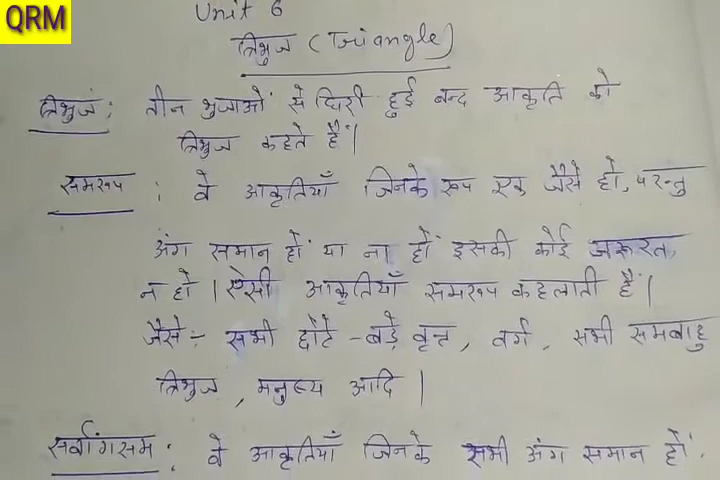 QRM
Unit 6
त्रिभुज (Triangle)
त्रिभुज : तीन भुजाओं से घिरी हुई बन्द आकृति को
त्रिभुज कहते हैं।
समरूप : वे आकृतियाँ जिनके रूप एक जैसे हो, परन्तु
अंग समान हों या ना हों इसकी कोई जरूरत
न हो। ऐसी आकृतियाँ समरूप कहलाती हैं।
जैसे :- सभी छोटे - बड़े वृत्त, वर्ग, सभी समबाहु
त्रिभुज, मनुष्य आदि।
सर्वांगसम : वे आकृतियाँ जिनके सभी अंग समान हों.